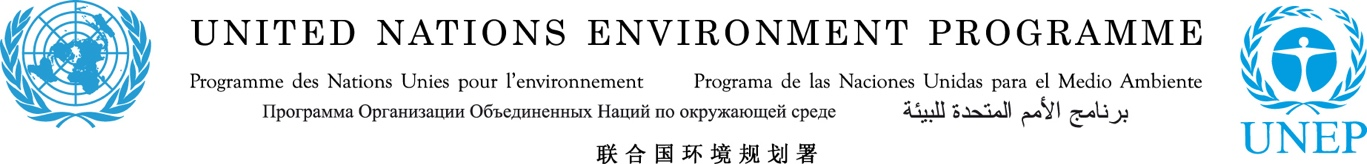 UNITED NATIONS ENVIRONMENT PROGRAMME
Programme des Nations Unies pour l'environnement Programa de las Naciones Unidas para el Medio Ambiente
Программа Организации Объединенных Наций по окружающей среде برنامج الأمم المتحدة للبيئة
联合国环境规划署
UNEP